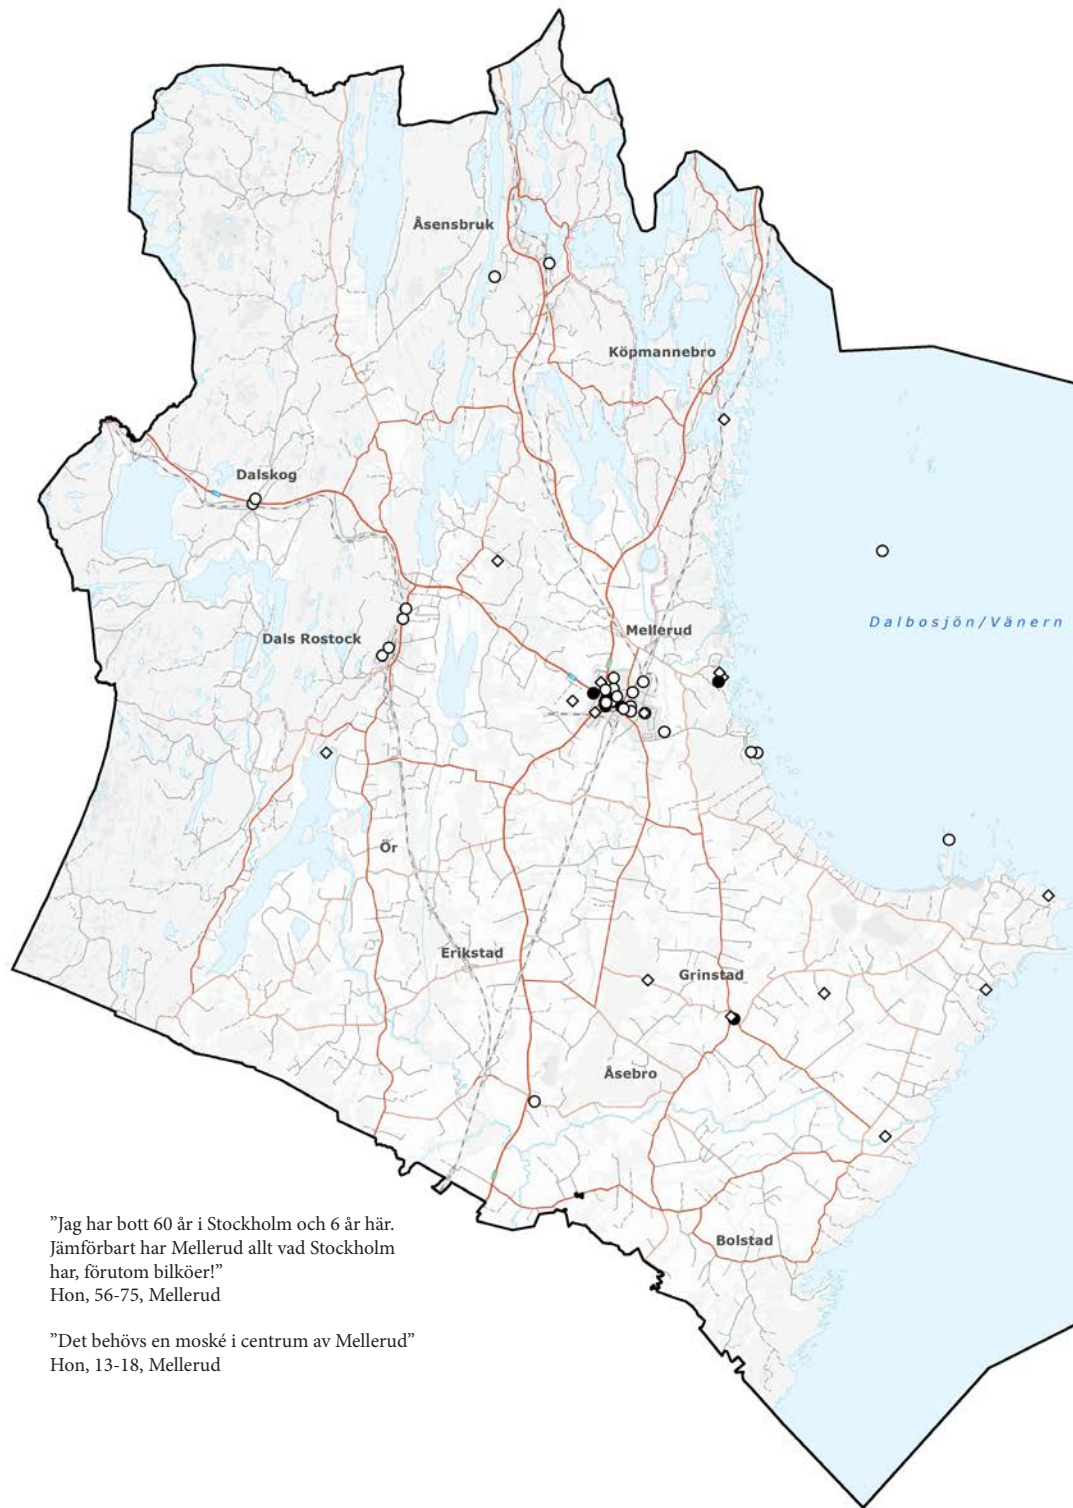 Åsensbruk
Köpmannebro
Dalskog
Dalbosjön/Vänern
Mellerud
Dals Rostock
Ör
Erikstad
Grinstad
Åsebro
Bolstad
”Jag har bott 60 år i Stockholm och 6 år här.
Jämförbart har Mellerud allt vad Stockholm
har, förutom bilköer!”
Hon, 56-75, Mellerud
”Det behövs en moské i centrum av Mellerud”
Hon, 13-18, Mellerud